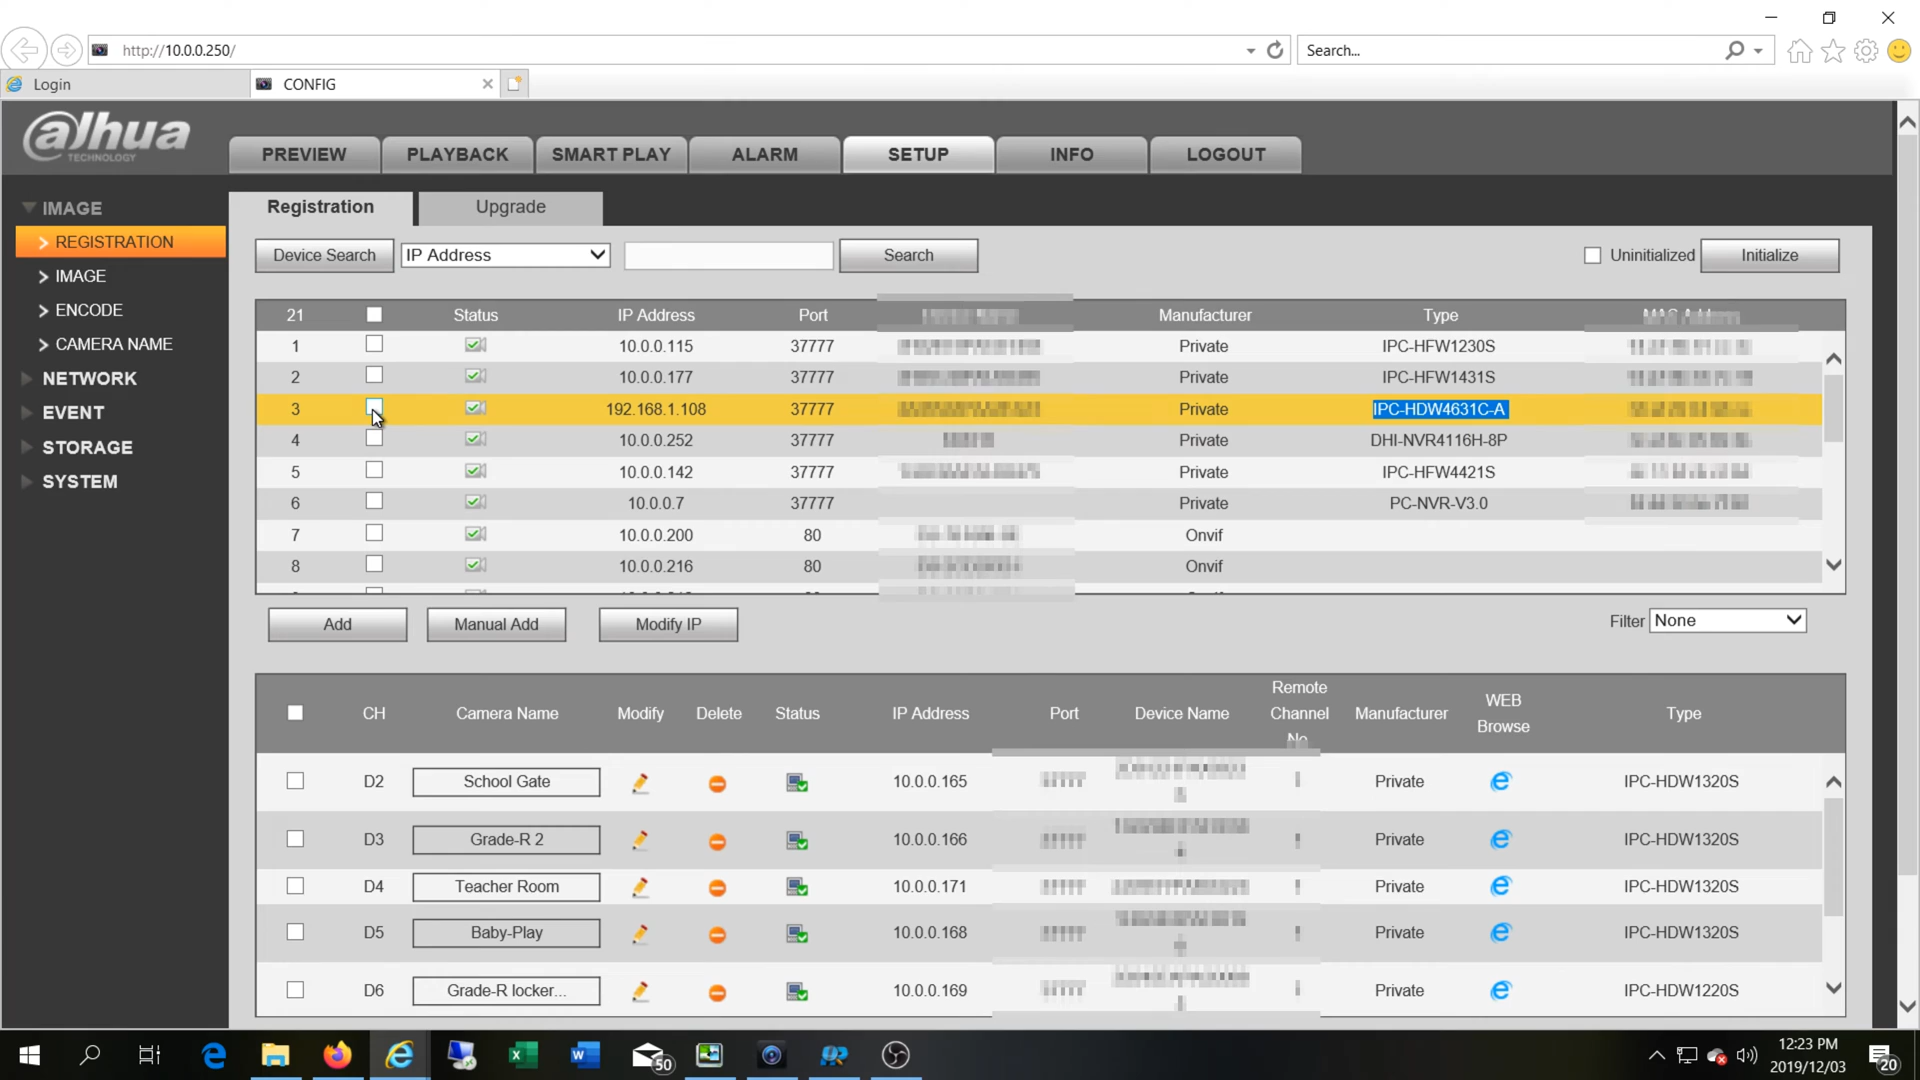 http://10.0.0.250/
Search...
Login
CONFIG
alhua
TECHNOLOGY
PREVIEW
PLAYBACK
SMART PLAY
ALARM
SETUP
INFO
LOGOUT
IMAGE
REGISTRATION
IMAGE
ENCODE
CAMERA NAME
NETWORK
EVENT
STORAGE
SYSTEM
Registration
Upgrade
Device Search IP Address Search Uninitialized Initialize
21 Status IP Address Port Manufacturer Type
1 10.0.0.115 37777 Private IPC-HFW1230S
2 10.0.0.177 37777 Private IPC-HFW1431S
3 192.168.1.108 37777 Private IPC-HDW4631C-A
4 10.0.0.252 37777 Private DHI-NVR4116H-8P
5 10.0.0.142 37777 Private IPC-HFW4421S
6 10.0.0.7 37777 Private PC-NVR-V3.0
7 10.0.0.200 80 Onvif
8 10.0.0.216 80 Onvif
Add Manual Add Modify IP Filter None
CH Camera Name Modify Delete Status IP Address Port Device Name Remote Channel No Manufacturer WEB Browse Type
D2 School Gate 10.0.0.165 Private IPC-HDW1320S
D3 Grade-R 2 10.0.0.166 Private IPC-HDW1320S
D4 Teacher Room 10.0.0.171 Private IPC-HDW1320S
D5 Baby-Play 10.0.0.168 Private IPC-HDW1320S
D6 Grade-R locker... 10.0.0.169 Private IPC-HDW1220S
50
12:23 PM
2019/12/03
20